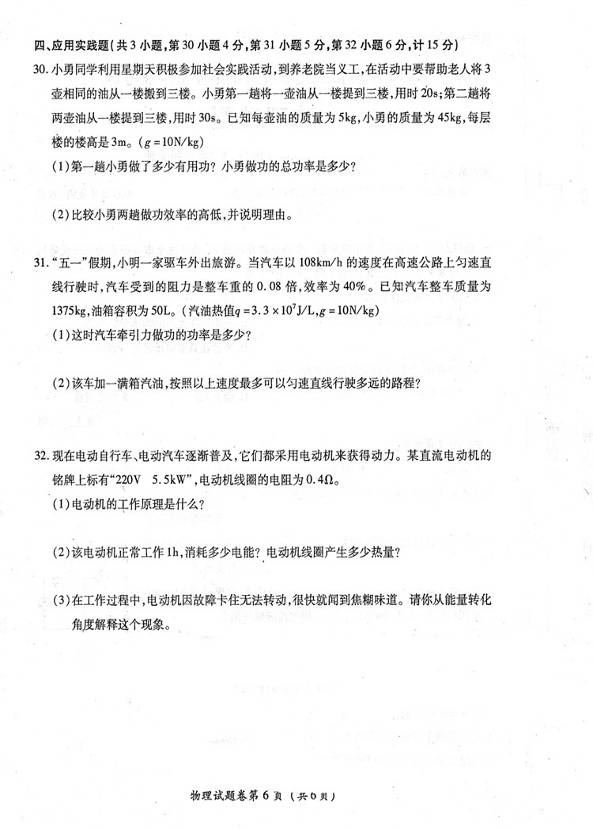 四、应用实践题(共3小题,第30小题4分,第31小题5分,第32小题6分,计15分)
30. 小勇同学利用星期天积极参加社会实践活动,到养老院当义工,在活动中要帮助老人将3
壶相同的油从一楼搬到三楼。小勇第一趟将一壶油从一楼提到三楼,用时20s;第二趟将
两壶油从一楼提到三楼,用时30s。已知每壶油的质量为5kg,小勇的质量为45kg,每层
楼的楼高是3m。(g=10N/kg)
(1)第一趟小勇做了多少有用功?小勇做功的总功率是多少?
(2)比较小勇两趟做功效率的高低,并说明理由。
31. “五一”假期,小明一家驱车外出旅游。当汽车以108km/h的速度在高速公路上匀速直
线行驶时,汽车受到的阻力是整车重的0.08倍,效率为40%。已知汽车整车质量为
1375kg,油箱容积为50L。(汽油热值q=3.3×10⁷J/L,g=10N/kg)
(1)这时汽车牵引力做功的功率是多少?
(2)该车加一满箱汽油,按照以上速度最多可以匀速直线行驶多远的路程?
32. 现在电动自行车、电动汽车逐渐普及,它们都采用电动机来获得动力。某直流电动机的
铭牌上标有“220V 5.5kW”,电动机线圈的电阻为0.4Ω。
(1)电动机的工作原理是什么?
(2)该电动机正常工作1h,消耗多少电能?电动机线圈产生多少热量?
(3)在工作过程中,电动机因故障卡住无法转动,很快就闻到焦糊味道。请你从能量转化
角度解释这个现象。
物理试题卷第6页(共6页)